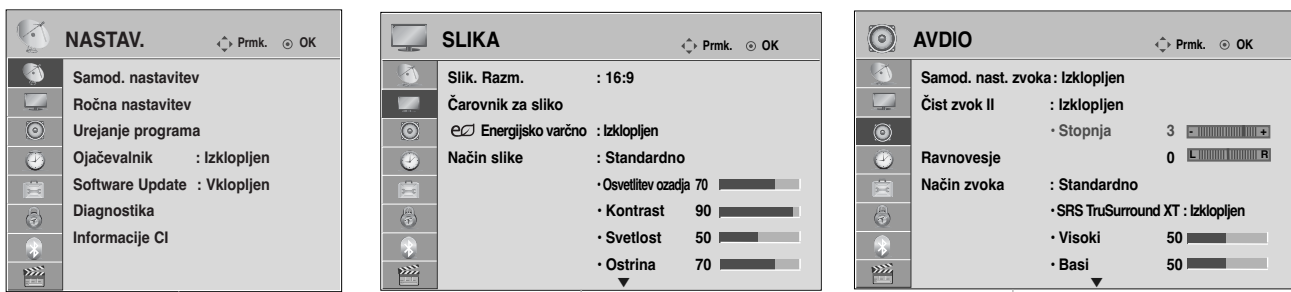 NASTAV. Prmk. OK
Samod. nastavitev
Ročna nastavitev
Urejanje programa
Ojačevalnik : Izklopljen
Software Update : Vklopljen
Diagnostika
Informacije CI
SLIKA Prmk. OK
Slik. Razm. : 16:9
Čarovnik za sliko
Energijsko varčno : Izklopljen
Način slike : Standardno
• Osvetlitev ozadja 70
• Kontrast 90
• Svetlost 50
• Ostrina 70
AVDIO Prmk. OK
Samod. nast. zvoka : Izklopljen
Čist zvok II : Izklopljen
• Stopnja 3 - +
Ravnovesje 0 L R
Način zvoka : Standardno
• SRS TruSurround XT : Izklopljen
• Visoki 50
• Basi 50